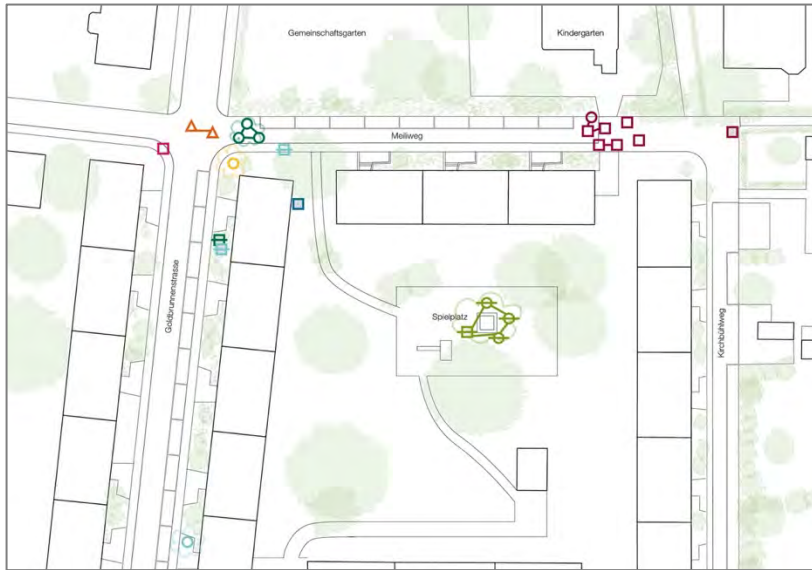 Gemeinschaftsgarten
Kindergarten
Meiliweg
Goldbrunnenstrasse
Spielplatz
Kirchbühlweg